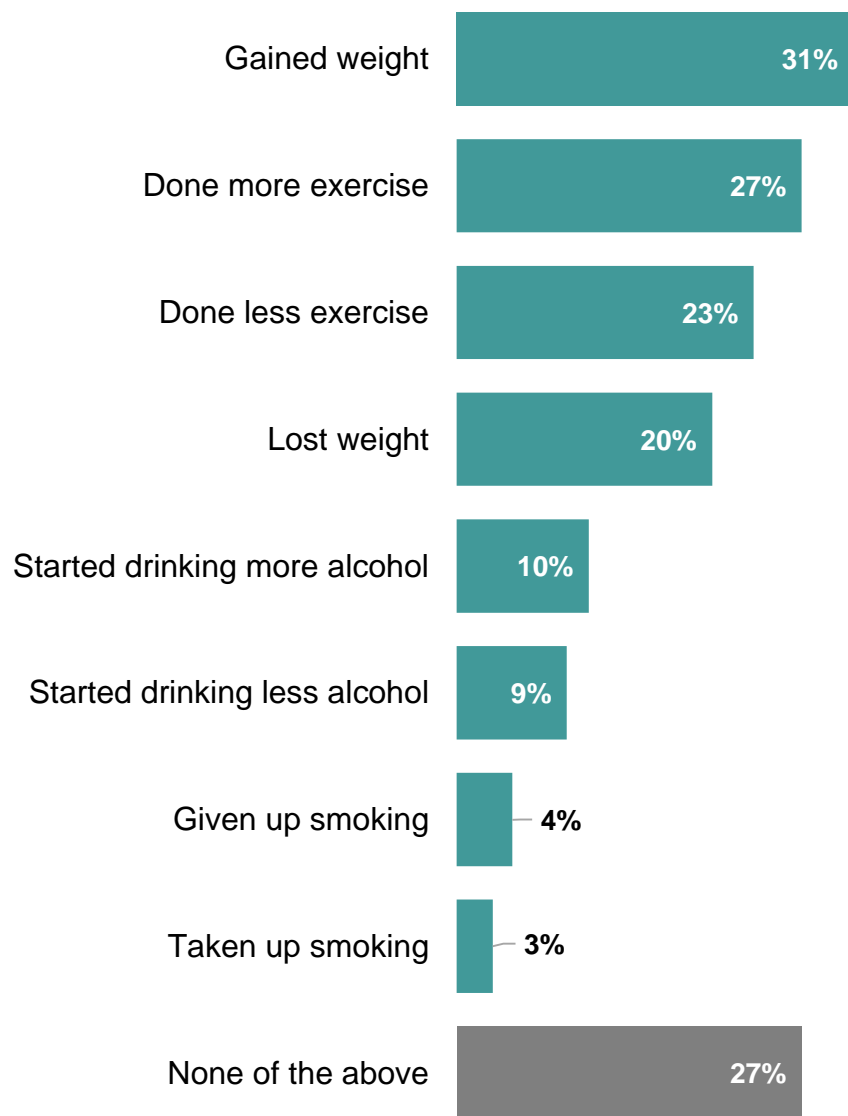 Gained weight 31%
Done more exercise 27%
Done less exercise 23%
Lost weight 20%
Started drinking more alcohol 10%
Started drinking less alcohol 9%
Given up smoking 4%
Taken up smoking 3%
None of the above 27%